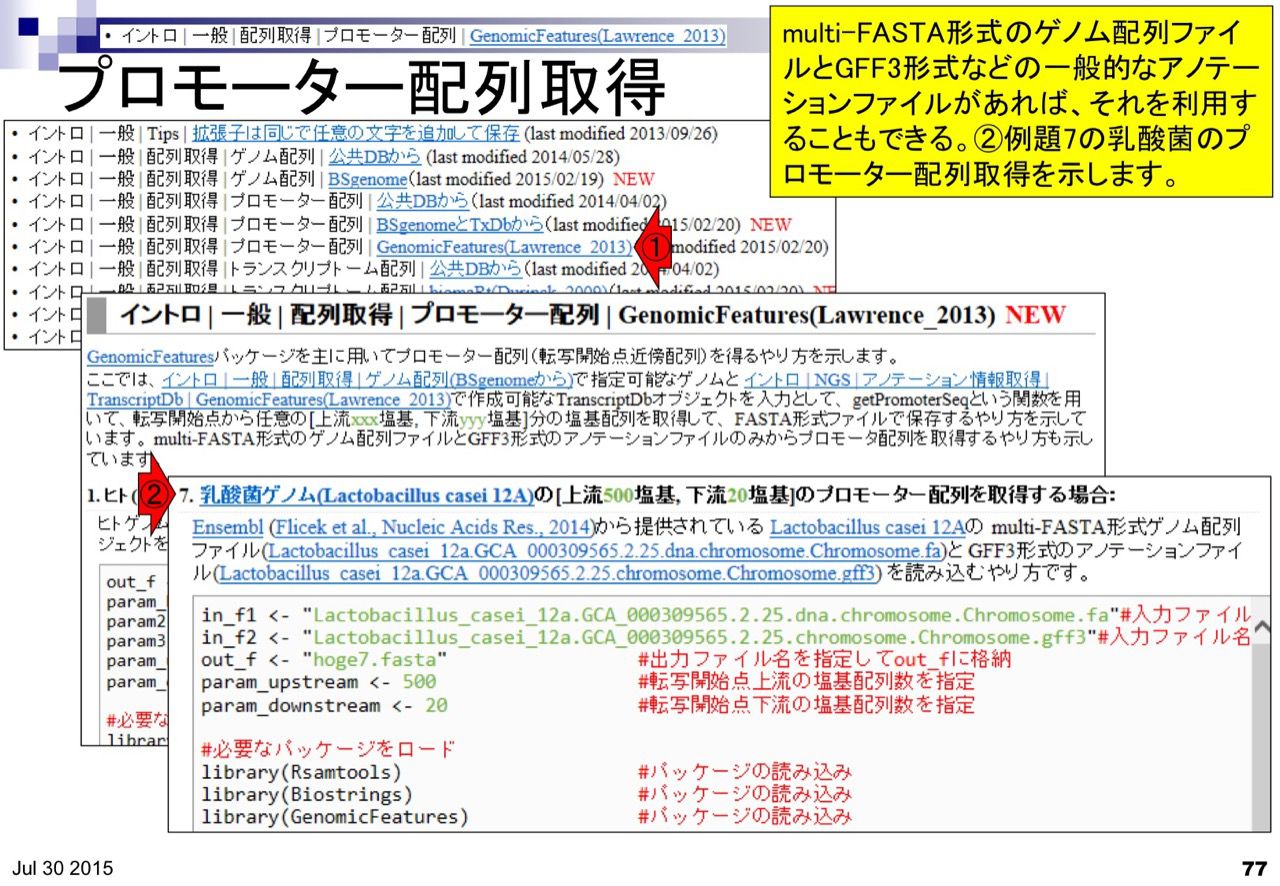 • イントロ | 一般 | 配列取得 | プロモーター配列 | GenomicFeatures(Lawrence_2013)
プロモーター配列取得
multi-FASTA形式のゲノム配列ファイ
ルとGFF3形式などの一般的なアノテー
ションファイルがあれば、それを利用す
ることもできる。②例題7の乳酸菌のプ
ロモーター配列取得を示します。
• イントロ | 一般 | Tips | 拡張子は同じで任意の文字を追加して保存 (last modified 2013/09/26)
• イントロ | 一般 | 配列取得 | ゲノム配列 | 公共DBから (last modified 2014/05/28)
• イントロ | 一般 | 配列取得 | ゲノム配列 | BSgenome(last modified 2015/02/19) NEW
• イントロ | 一般 | 配列取得 | プロモーター配列 | 公共DBから (last modified 2014/04/02)
• イントロ | 一般 | 配列取得 | プロモーター配列 | BSgenomeとTxDbから(last modified 2015/02/20) NEW
• イントロ | 一般 | 配列取得 | プロモーター配列 | GenomicFeatures(Lawrence_2013) ① modified 2015/02/20)
• イントロ | 一般 | 配列取得 | トランスクリプトーム配列 | 公共DBから(last modified 2014/04/02)
• イントロ | 一般 | 配列取得 | トランスクリプトーム配列 | biomaRt(Durinck_2009)(last modified 2015/02/20) NE
• イントロ
• イントロ
イントロ | 一般 | 配列取得 | プロモーター配列 | GenomicFeatures(Lawrence_2013) NEW
GenomicFeaturesパッケージを主に用いてプロモーター配列(転写開始点近傍配列)を得るやり方を示します。
ここでは、イントロ | 一般 | 配列取得 | ゲノム配列(BSgenomeから)で指定可能なゲノムと イントロ | NGS | アノテーション情報取得 |
TranscriptDb | GenomicFeatures(Lawrence_2013)で作成可能なTranscriptDbオブジェクトを入力として、getPromoterSeqという関数を用
いて、転写開始点から任意の[上流xxx塩基, 下流yyy塩基]分の塩基配列を取得して、FASTA形式ファイルで保存するやり方を示して
います。multi-FASTA形式のゲノム配列ファイルとGFF3形式のアノテーションファイルのみからプロモータ配列を取得するやり方も示し
ています
1. ヒト(
ヒトゲノム
ジェクトを
out_f
param_
param2
param3
param_
param_
#必要な
librar
② 7. 乳酸菌ゲノム(Lactobacillus casei 12A)の[上流500塩基, 下流20塩基]のプロモーター配列を取得する場合:
Ensembl (Flicek et al., Nucleic Acids Res., 2014)から提供されている Lactobacillus casei 12Aの multi-FASTA形式ゲノム配列
ファイル(Lactobacillus_casei_12a.GCA_000309565.2.25.dna.chromosome.Chromosome.fa)と GFF3形式のアノテーションファイ
ル(Lactobacillus_casei_12a.GCA_000309565.2.25.chromosome.Chromosome.gff3) を読み込むやり方です。
in_f1 <- "Lactobacillus_casei_12a.GCA_000309565.2.25.dna.chromosome.Chromosome.fa"#入力ファイル
in_f2 <- "Lactobacillus_casei_12a.GCA_000309565.2.25.chromosome.Chromosome.gff3"#入力ファイル名
out_f <- "hoge7.fasta" #出力ファイル名を指定してout_fに格納
param_upstream <- 500 #転写開始点上流の塩基配列数を指定
param_downstream <- 20 #転写開始点下流の塩基配列数を指定
#必要なパッケージをロード
library(Rsamtools) #パッケージの読み込み
library(Biostrings) #パッケージの読み込み
library(GenomicFeatures) #パッケージの読み込み
Jul 30 2015
77